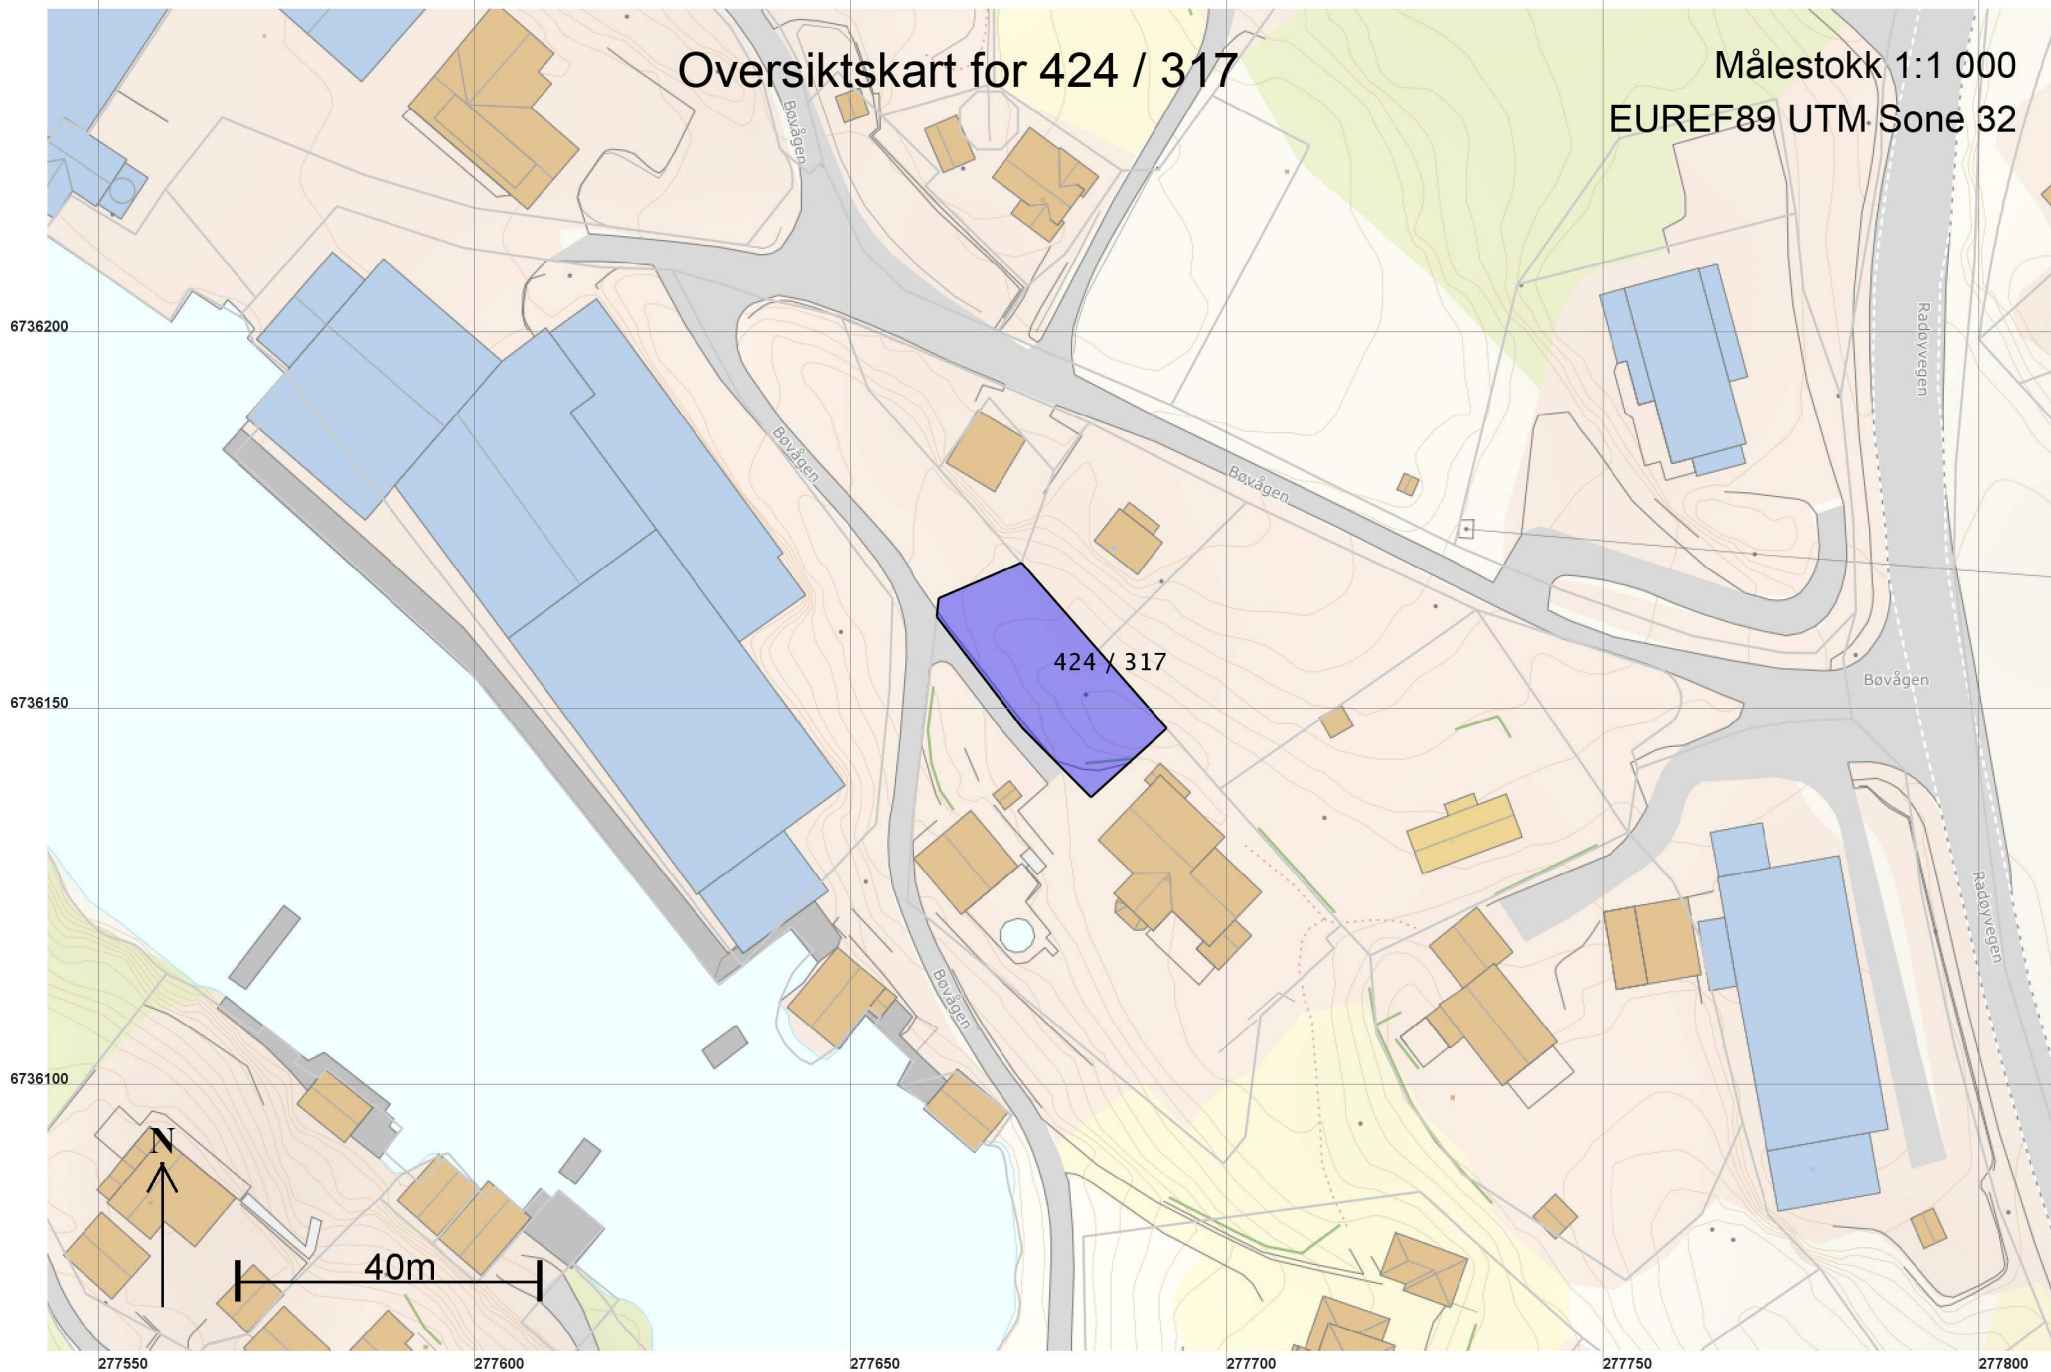 Oversiktskart for 424 / 317
Målestokk 1:1 000
EUREF89 UTM Sone 32
Bøvågen
6736200
Radøyvegen
Bøvågen
Bøvågen
424 / 317
Bøvågen
6736150
Radøyvegen
Bøvågen
6736100
N
40m
277550
277600
277650
277700
277750
277800